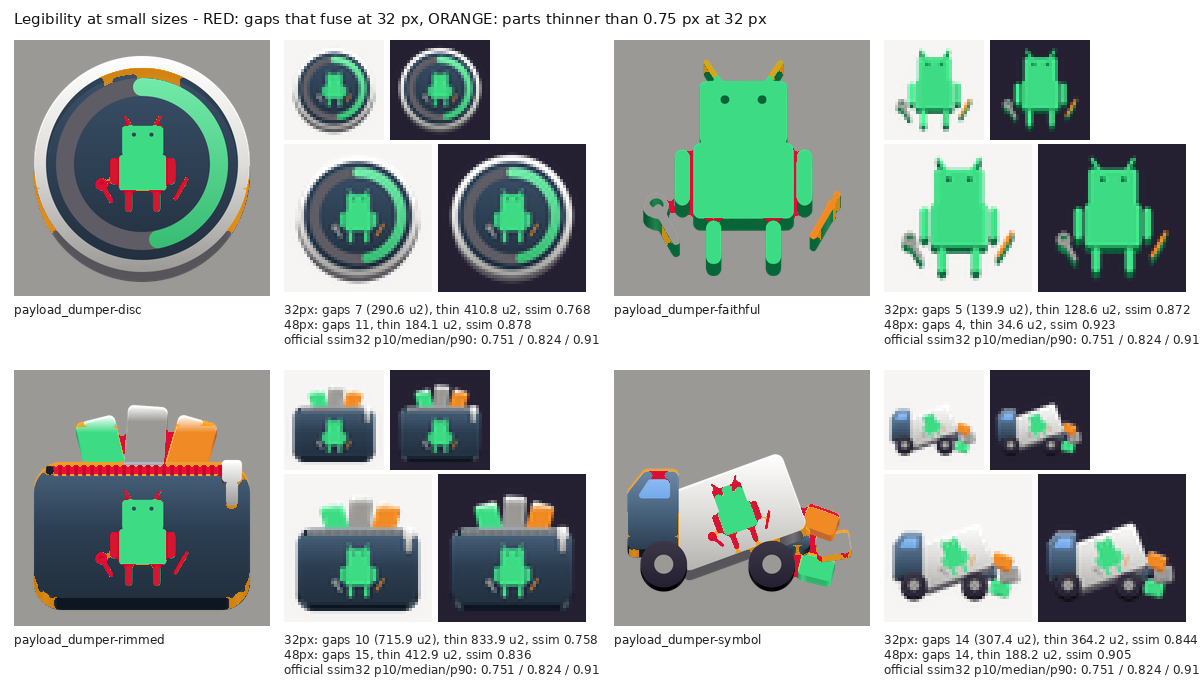 Legibility at small sizes - RED: gaps that fuse at 32 px, ORANGE: parts thinner than 0.75 px at 32 px
payload_dumper-disc
32px: gaps 7 (290.6 u2), thin 410.8 u2, ssim 0.768
48px: gaps 11, thin 184.1 u2, ssim 0.878
official ssim32 p10/median/p90: 0.751 / 0.824 / 0.91
payload_dumper-faithful
32px: gaps 5 (139.9 u2), thin 128.6 u2, ssim 0.872
48px: gaps 4, thin 34.6 u2, ssim 0.923
official ssim32 p10/median/p90: 0.751 / 0.824 / 0.91
payload_dumper-rimmed
32px: gaps 10 (715.9 u2), thin 833.9 u2, ssim 0.758
48px: gaps 15, thin 412.9 u2, ssim 0.836
official ssim32 p10/median/p90: 0.751 / 0.824 / 0.91
payload_dumper-symbol
32px: gaps 14 (307.4 u2), thin 364.2 u2, ssim 0.844
48px: gaps 14, thin 188.2 u2, ssim 0.905
official ssim32 p10/median/p90: 0.751 / 0.824 / 0.91